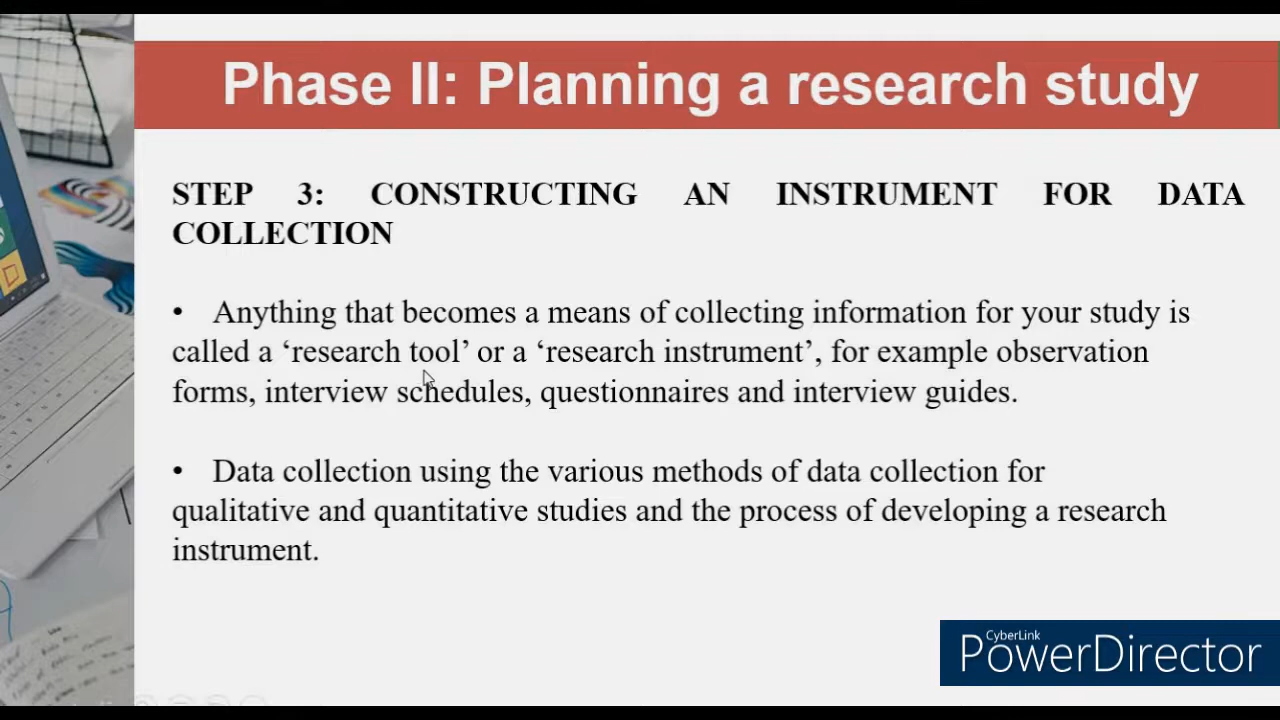 Phase II: Planning a research study
STEP 3: CONSTRUCTING AN INSTRUMENT FOR DATA
COLLECTION
• Anything that becomes a means of collecting information for your study is
called a ‘research tool’ or a ‘research instrument’, for example observation
forms, interview schedules, questionnaires and interview guides.
• Data collection using the various methods of data collection for
qualitative and quantitative studies and the process of developing a research
instrument.
CyberLink
PowerDirector